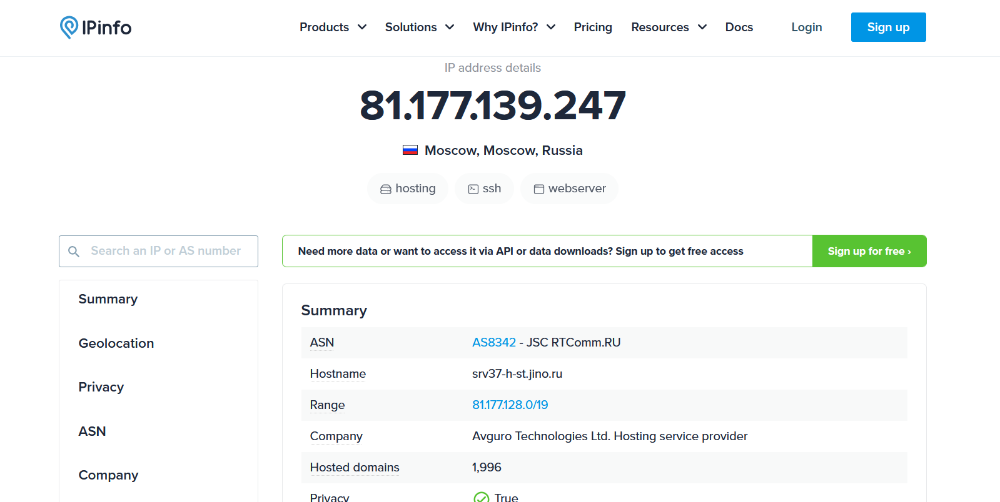 IPinfo
Products Solutions Why IPinfo? Pricing Resources Docs Login Sign up
IP address details
81.177.139.247
Moscow, Moscow, Russia
hosting ssh webserver
Search an IP or AS number
Need more data or want to access it via API or data downloads? Sign up to get free access
Sign up for free ›
Summary
Geolocation
Privacy
ASN
Company
Summary
ASN AS8342 - JSC RTComm.RU
Hostname srv37-h-st.jino.ru
Range 81.177.128.0/19
Company Avguro Technologies Ltd. Hosting service provider
Hosted domains 1,996
Privacy True